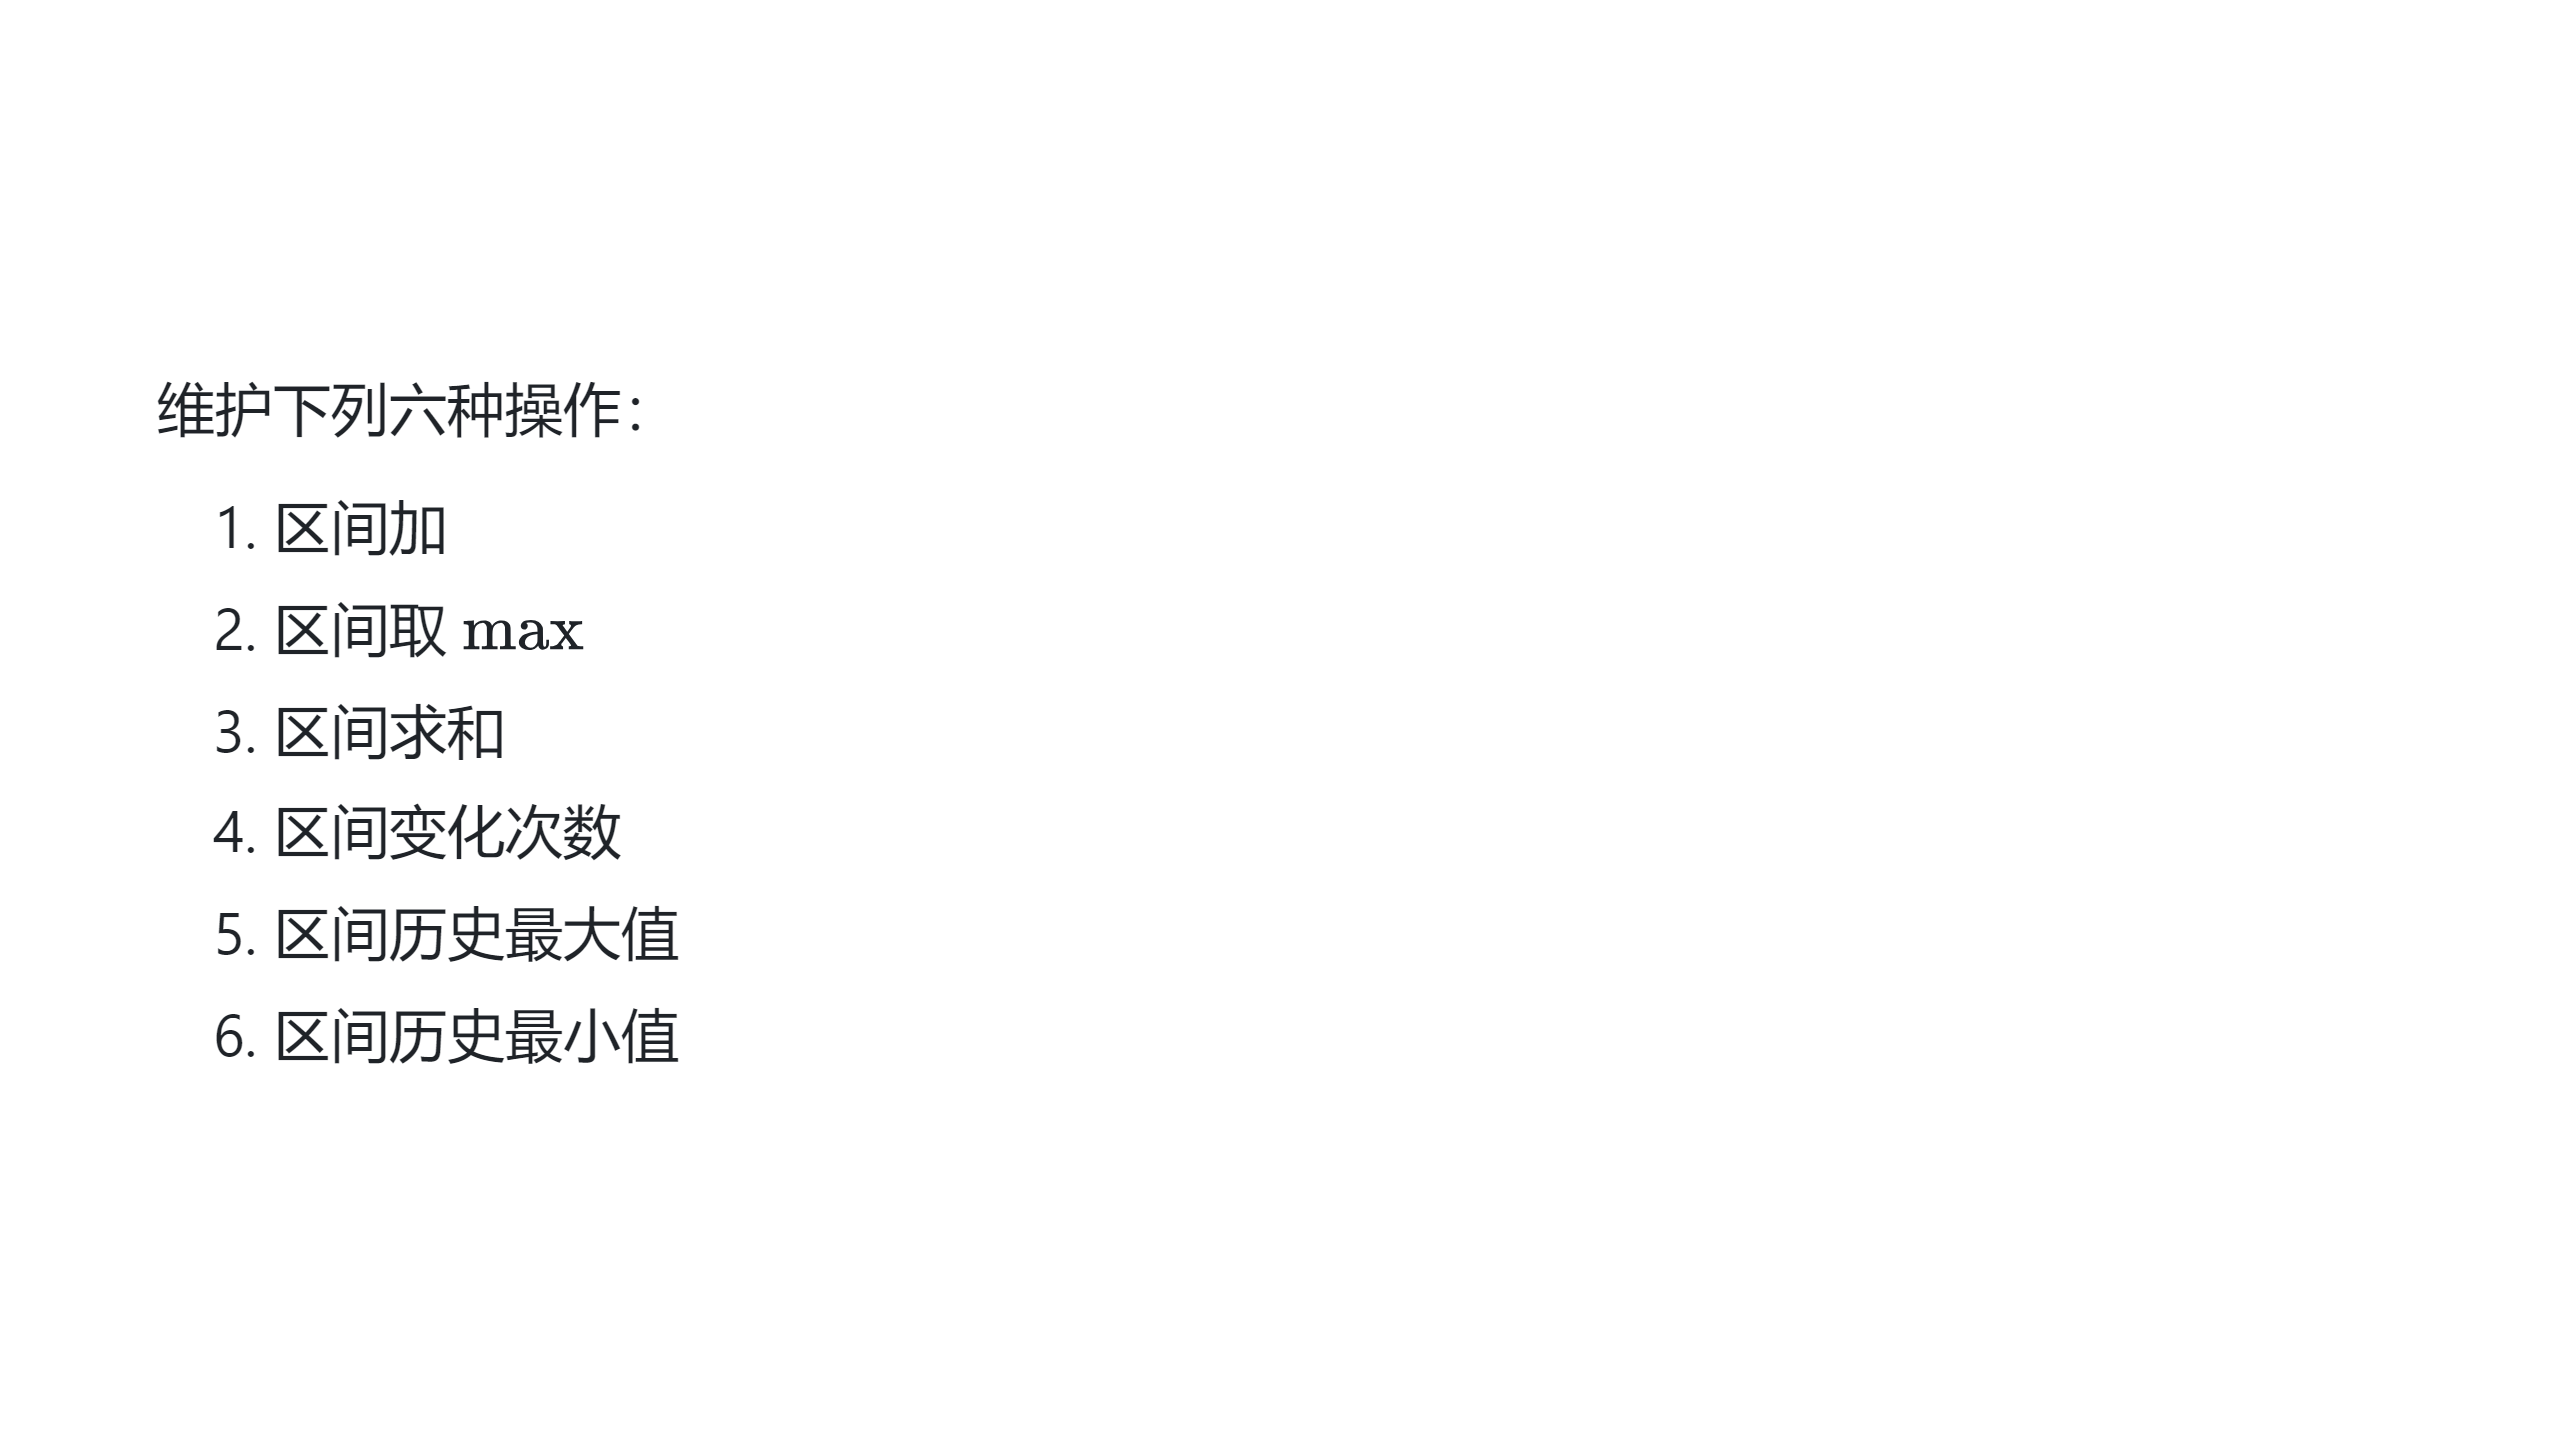 维护下列六种操作：
1. 区间加
2. 区间取 max
3. 区间求和
4. 区间变化次数
5. 区间历史最大值
6. 区间历史最小值